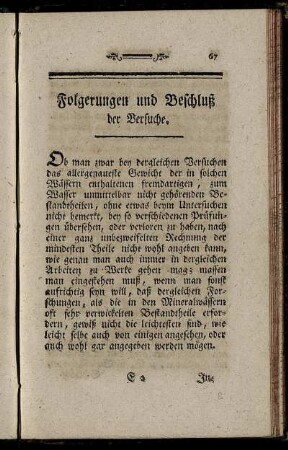 67
Folgerungen und Beschluß
der Versuche.
Ob man zwar bey dergleichen Versuchen
das allergenaueste Gewicht der in solchen
Wässern enthaltenen fremdartigen, zum
Wasser unmittelbar nicht gehörenden Be-
standtheilen, ohne etwas beym Untersuchen
nicht bemerkt, bey so verschiedenen Prüfun-
gen übersehen, oder verloren zu haben, nach
einer ganz unbezweifelten Rechnung der
mindesten Theile nicht wohl angeben kann,
wie genau man auch immer in dergleichen
Arbeiten zu Werke gehen mag; massen
man eingestehen muß, wenn man sonst
aufrichtig seyn will, daß dergleichen For-
schungen, als die in den Mineralwässern
oft sehr verwickelten Bestandtheile erfor-
dern, gewiß nicht die leichtesten sind, wie
leicht selbe auch von einigen angesehen, oder
auch wohl gar angegeben werden mögen.
E 2